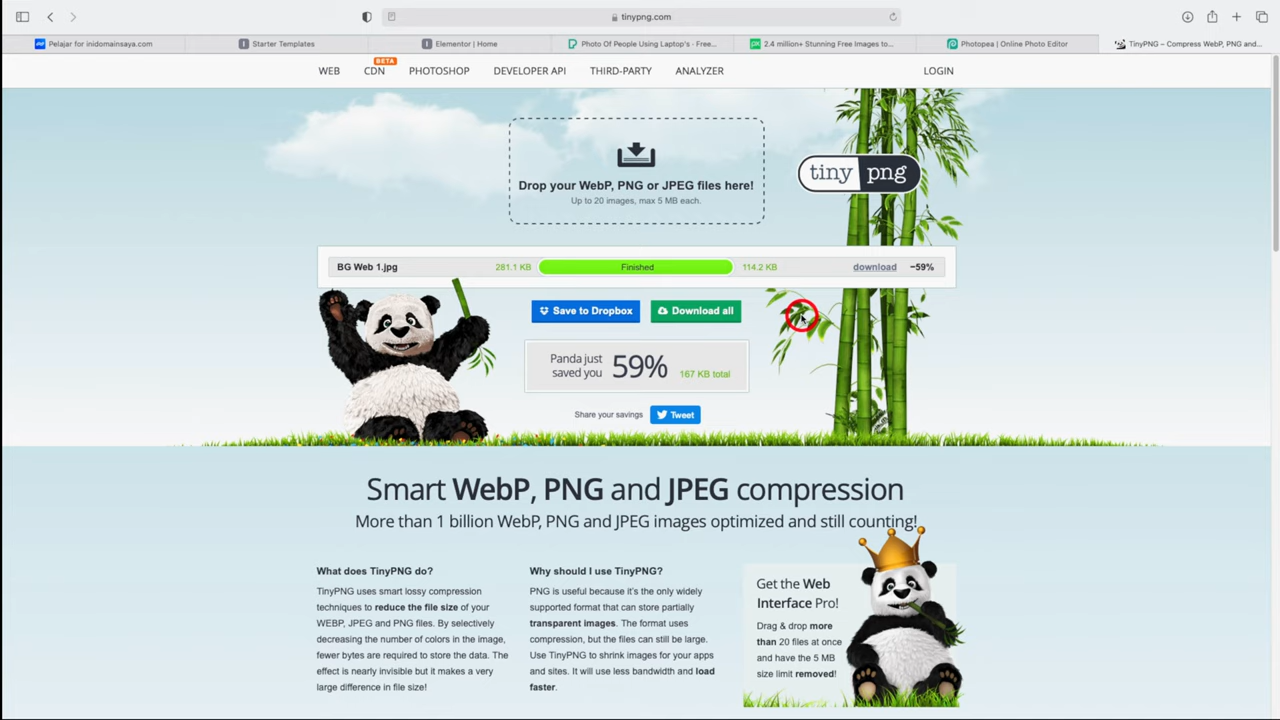 tinypng.com
Pelajar for inidomainsaya.com
Starter Templates
Elementor | Home
Photo Of People Using Laptop's · Free...
2.4 million+ Stunning Free Images to...
Photopea | Online Photo Editor
TinyPNG – Compress WebP, PNG and...
WEB
CDN
BETA
PHOTOSHOP
DEVELOPER API
THIRD-PARTY
ANALYZER
LOGIN
Drop your WebP, PNG or JPEG files here!
Up to 20 images, max 5 MB each.
tiny png
BG Web 1.jpg
281.1 KB
Finished
114.2 KB
download
−59%
Save to Dropbox
Download all
Panda just
saved you
59%
167 KB total
Share your savings
Tweet
Smart WebP, PNG and JPEG compression
More than 1 billion WebP, PNG and JPEG images optimized and still counting!
What does TinyPNG do?
TinyPNG uses smart lossy compression
techniques to reduce the file size of your
WEBP, JPEG and PNG files. By selectively
decreasing the number of colors in the image,
fewer bytes are required to store the data. The
effect is nearly invisible but it makes a very
large difference in file size!
Why should I use TinyPNG?
PNG is useful because it's the only widely
supported format that can store partially
transparent images. The format uses
compression, but the files can still be large.
Use TinyPNG to shrink images for your apps
and sites. It will use less bandwidth and load
faster.
Get the Web
Interface Pro!
Drag & drop more
than 20 files at once
and have the 5 MB
size limit removed!